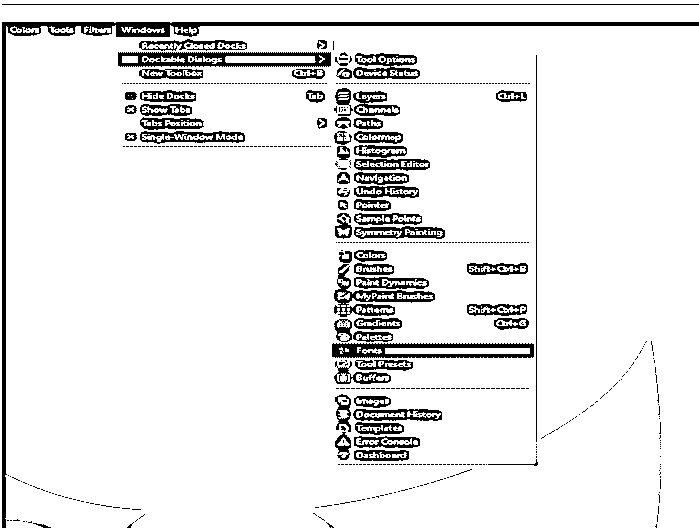 Colors Tools Filters Windows Help
Recently Closed Docks
Dockable Dialogs
New Toolbox Ctrl+B
Hide Docks Tab
Show Tabs
Tabs Position
Single-Window Mode
Tool Options
Device Status
Layers Ctrl+L
Channels
Paths
Colormap
Histogram
Selection Editor
Navigation
Undo History
Pointer
Sample Points
Symmetry Painting
Colors
Brushes Shift+Ctrl+B
Paint Dynamics
MyPaint Brushes
Patterns Shift+Ctrl+P
Gradients Ctrl+G
Palettes
Fonts
Tool Presets
Buffers
Images
Document History
Templates
Error Console
Dashboard